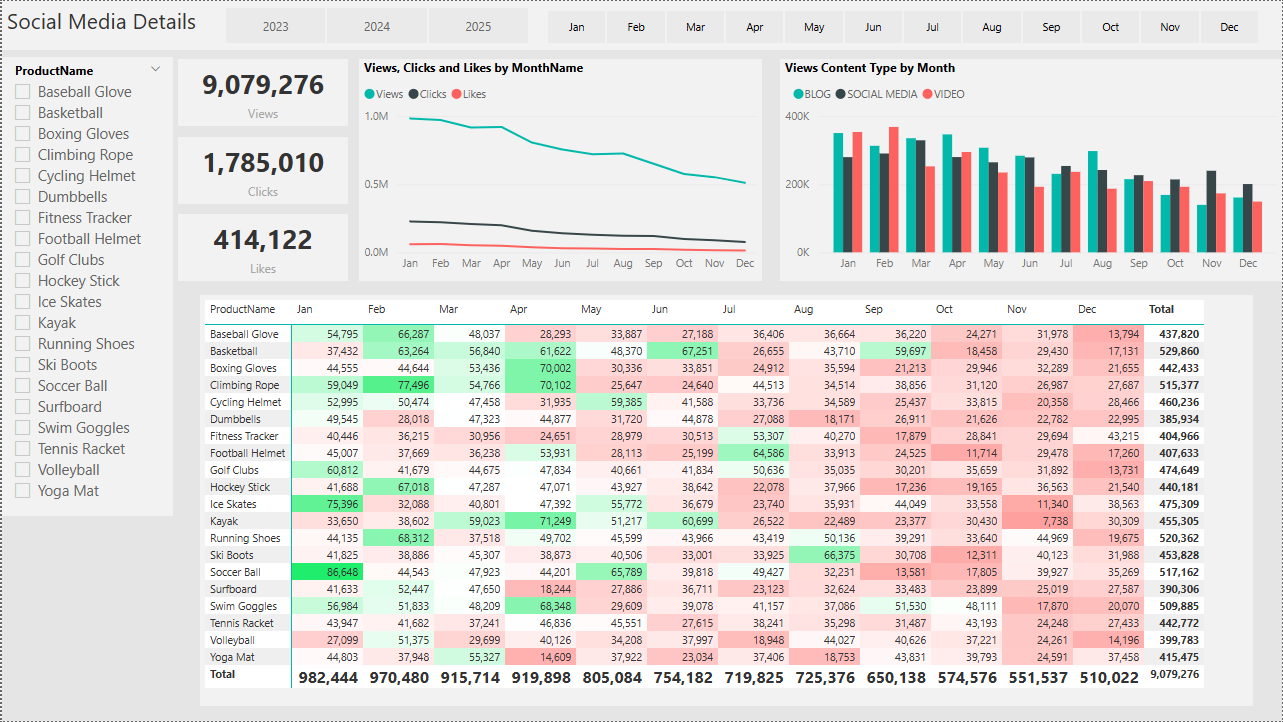 Social Media Details
2023 2024 2025
Jan Feb Mar Apr May Jun Jul Aug Sep Oct Nov Dec
ProductName
Baseball Glove
Basketball
Boxing Gloves
Climbing Rope
Cycling Helmet
Dumbbells
Fitness Tracker
Football Helmet
Golf Clubs
Hockey Stick
Ice Skates
Kayak
Running Shoes
Ski Boots
Soccer Ball
Surfboard
Swim Goggles
Tennis Racket
Volleyball
Yoga Mat
9,079,276
Views
1,785,010
Clicks
414,122
Likes
Views, Clicks and Likes by MonthName
Views Clicks Likes
1.0M
0.5M
0.0M
Jan Feb Mar Apr May Jun Jul Aug Sep Oct Nov Dec
Views Content Type by Month
BLOG SOCIAL MEDIA VIDEO
400K
200K
0K
Jan Feb Mar Apr May Jun Jul Aug Sep Oct Nov Dec
ProductName Jan Feb Mar Apr May Jun Jul Aug Sep Oct Nov Dec Total
Baseball Glove 54,795 66,287 48,037 28,293 33,887 27,188 36,406 36,664 36,220 24,271 31,978 13,794 437,820
Basketball 37,432 63,264 56,840 61,622 48,370 67,251 26,655 43,710 59,697 18,458 29,430 17,131 529,860
Boxing Gloves 44,555 44,644 53,436 70,002 30,336 33,851 24,912 35,594 21,213 29,946 32,289 21,655 442,433
Climbing Rope 59,049 77,496 54,766 70,102 25,647 24,640 44,513 34,514 38,856 31,120 26,987 27,687 515,377
Cycling Helmet 52,995 50,474 47,458 31,935 59,385 41,588 33,736 34,589 25,437 33,815 20,358 28,466 460,236
Dumbbells 49,545 28,018 47,323 44,877 31,720 44,878 27,088 18,171 26,911 21,626 22,782 22,995 385,934
Fitness Tracker 40,446 36,215 30,956 24,651 28,979 30,513 53,307 40,270 17,879 28,841 29,694 43,215 404,966
Football Helmet 45,007 37,669 36,238 53,931 28,113 25,199 64,586 33,913 24,525 11,714 29,478 17,260 407,633
Golf Clubs 60,812 41,679 44,675 47,834 40,661 41,834 50,636 35,035 30,201 35,659 31,892 13,731 474,649
Hockey Stick 41,688 67,018 47,287 47,071 43,927 38,642 22,078 37,931 17,236 19,165 36,563 21,540 440,181
Ice Skates 75,396 32,088 40,801 47,392 55,772 36,679 23,740 35,931 44,049 33,558 11,340 38,563 475,309
Kayak 33,650 38,602 59,023 71,249 51,217 60,699 26,522 22,489 23,377 30,430 7,738 30,309 455,305
Running Shoes 44,135 68,312 37,518 49,702 45,599 43,966 43,419 50,136 39,291 33,640 44,969 19,675 520,362
Ski Boots 41,825 38,886 45,307 38,873 40,506 33,001 33,925 66,375 30,708 12,311 40,123 31,988 453,828
Soccer Ball 86,648 44,543 47,923 44,201 65,789 39,818 49,427 32,231 13,581 17,805 39,927 35,269 517,162
Surfboard 41,633 52,447 47,650 18,244 27,886 36,711 23,123 32,624 33,483 23,899 25,019 27,587 390,306
Swim Goggles 56,984 51,833 48,209 68,348 29,609 39,078 41,157 37,086 51,530 48,111 17,870 20,070 509,885
Tennis Racket 43,947 41,682 37,241 46,836 45,551 27,615 38,241 35,298 31,487 43,193 24,248 27,433 442,772
Volleyball 27,099 51,375 29,699 40,126 34,208 37,997 18,948 44,027 40,626 37,221 24,261 14,196 399,783
Yoga Mat 44,803 37,948 55,327 14,609 37,922 23,034 37,406 18,753 43,831 39,793 24,591 37,458 415,475
Total 982,444 970,480 915,714 919,898 805,084 754,182 719,825 725,376 650,138 574,576 551,537 510,022 9,079,276